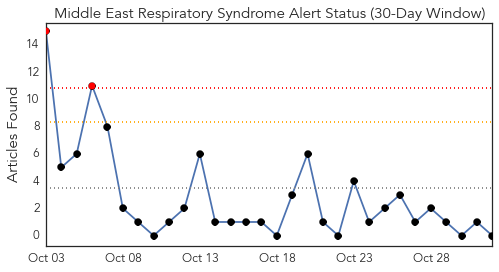 Middle East Respiratory Syndrome Alert Status (30-Day Window)
Articles Found
14
12
10
8
6
4
2
0
Oct 03 Oct 08 Oct 13 Oct 18 Oct 23 Oct 28